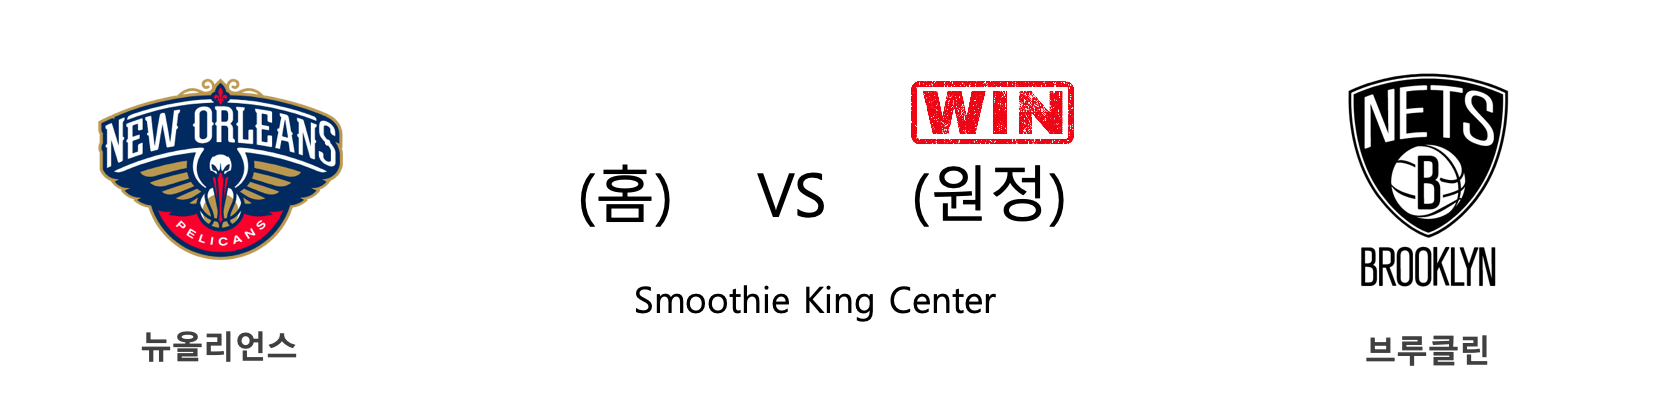 NEW ORLEANS
PELICANS
뉴올리언스
WIN
(홈) VS (원정)
Smoothie King Center
NETS
B
BROOKLYN
브루클린